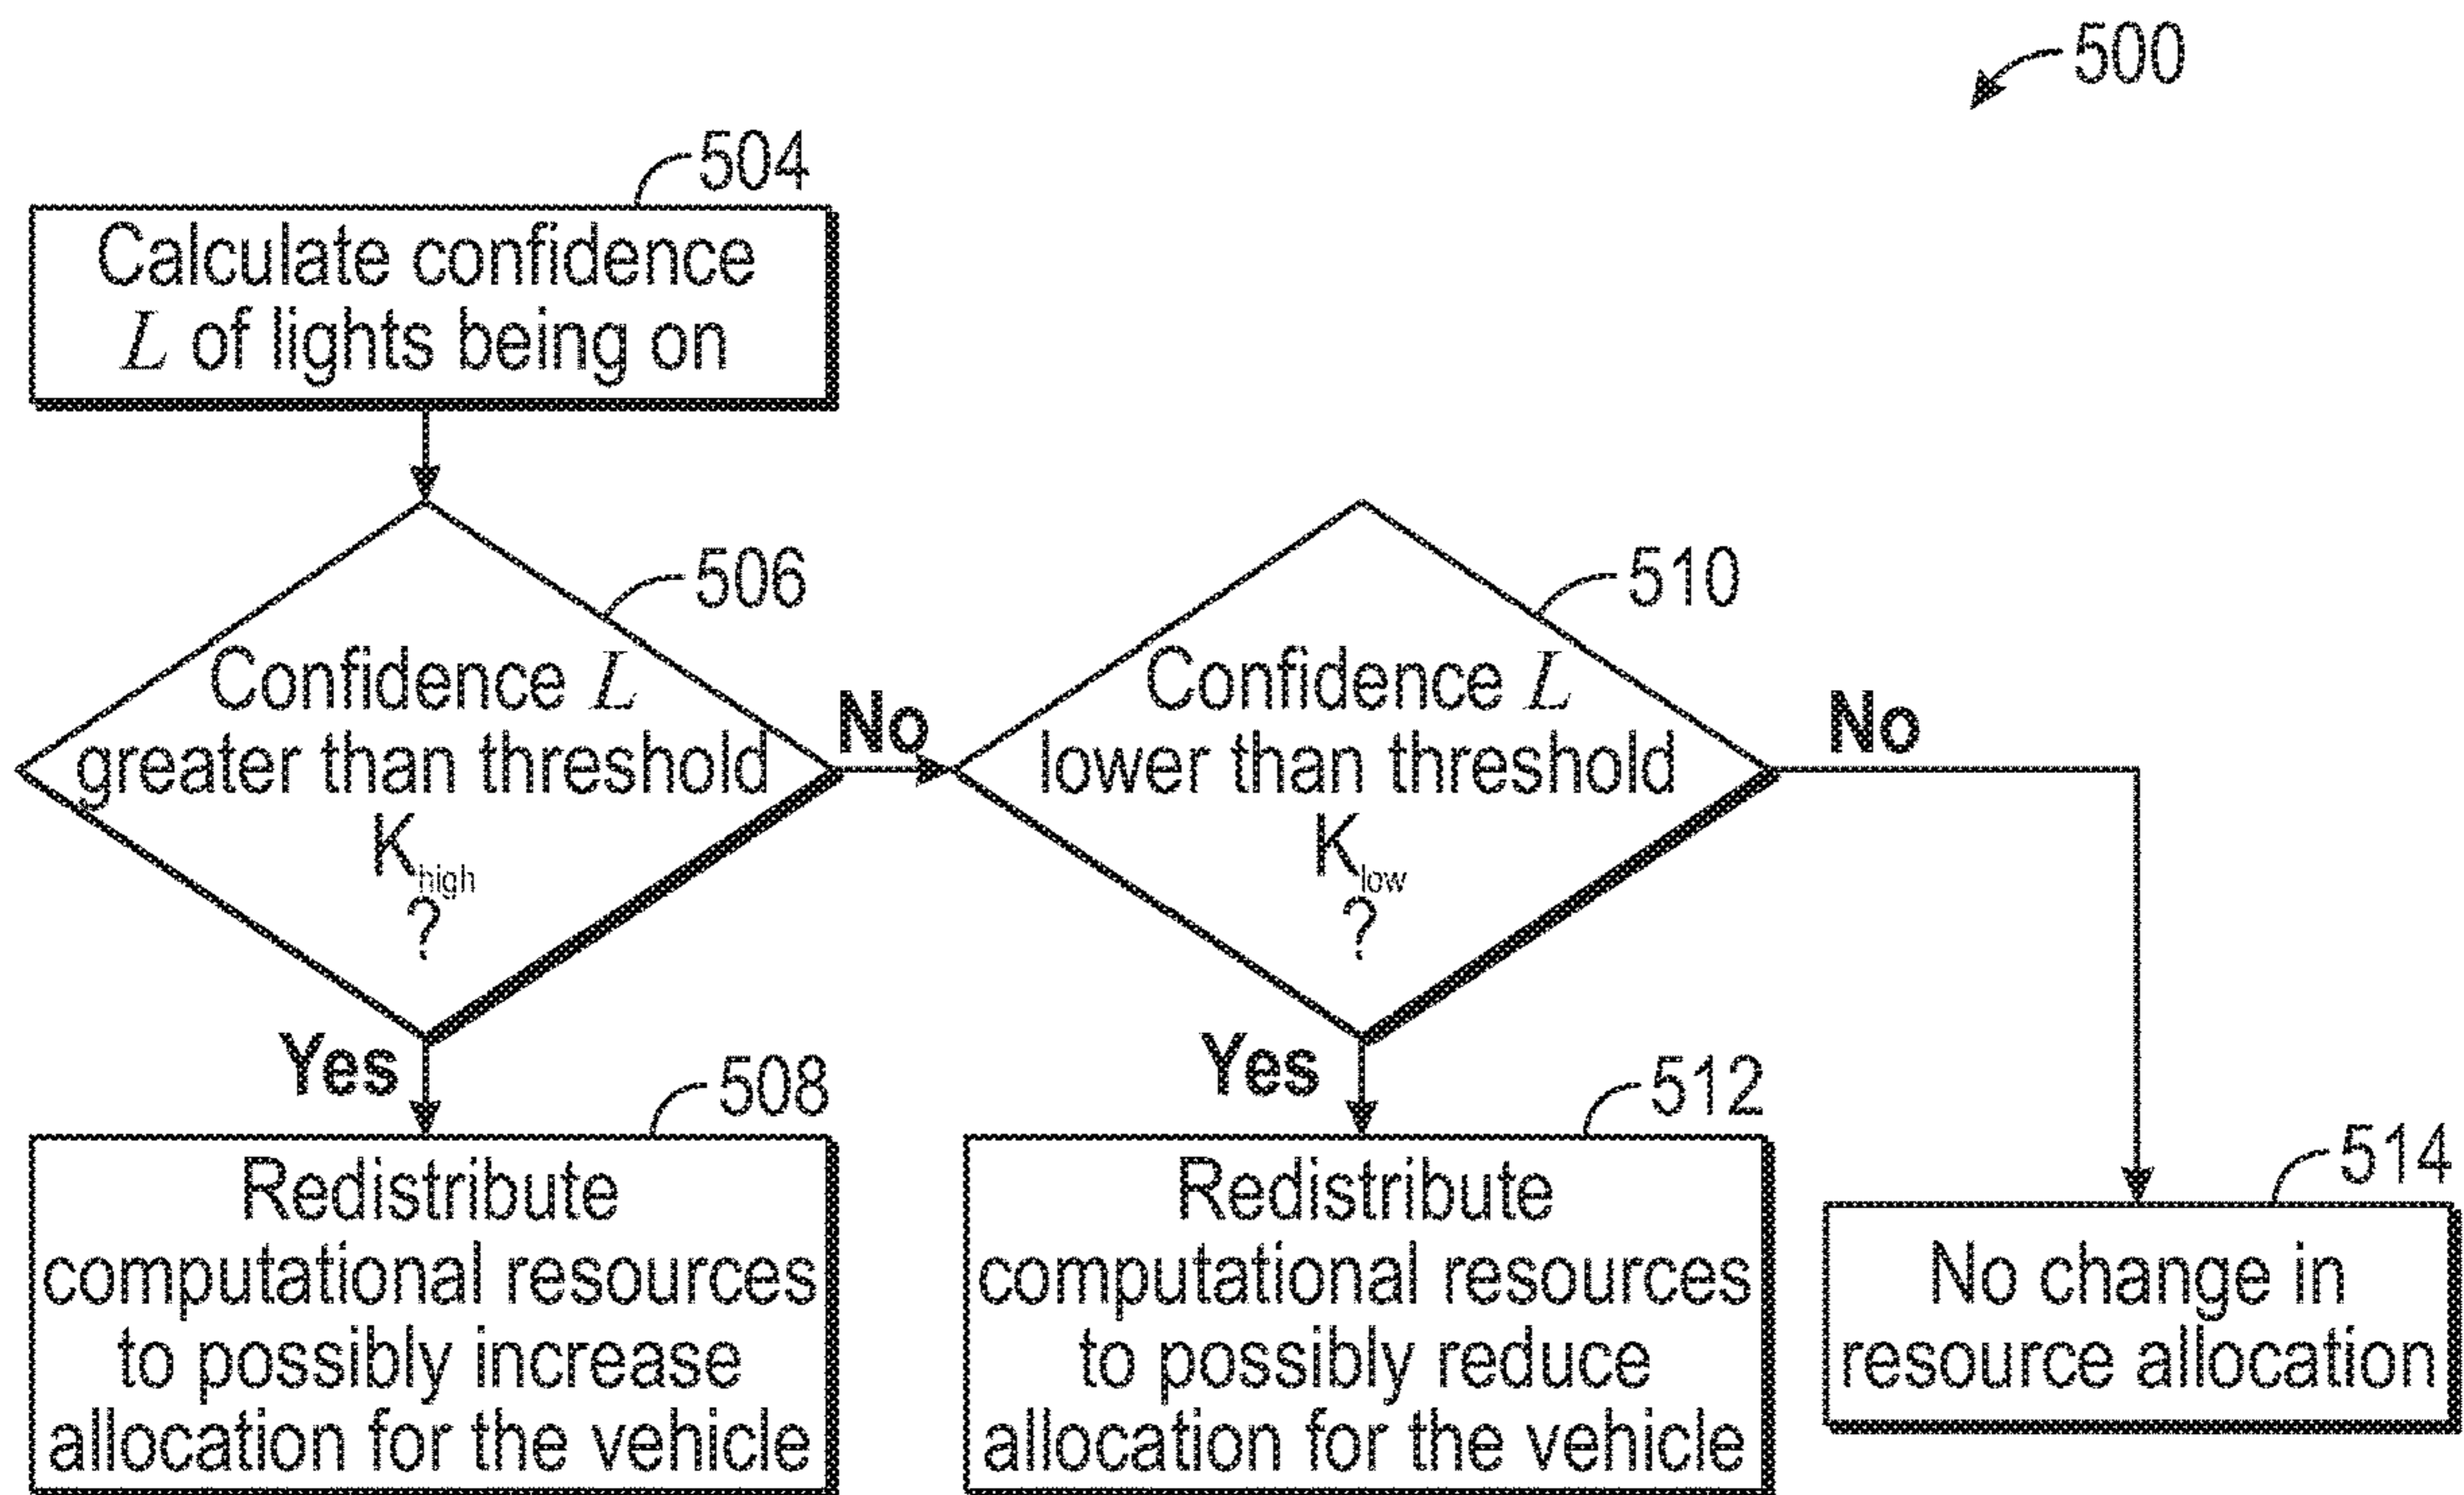 500
504
Calculate confidence
L of lights being on
506
Confidence L
greater than threshold
K_high
?
No
510
Confidence L
lower than threshold
K_low
?
No
Yes
508
Redistribute
computational resources
to possibly increase
allocation for the vehicle
Yes
512
Redistribute
computational resources
to possibly reduce
allocation for the vehicle
514
No change in
resource allocation